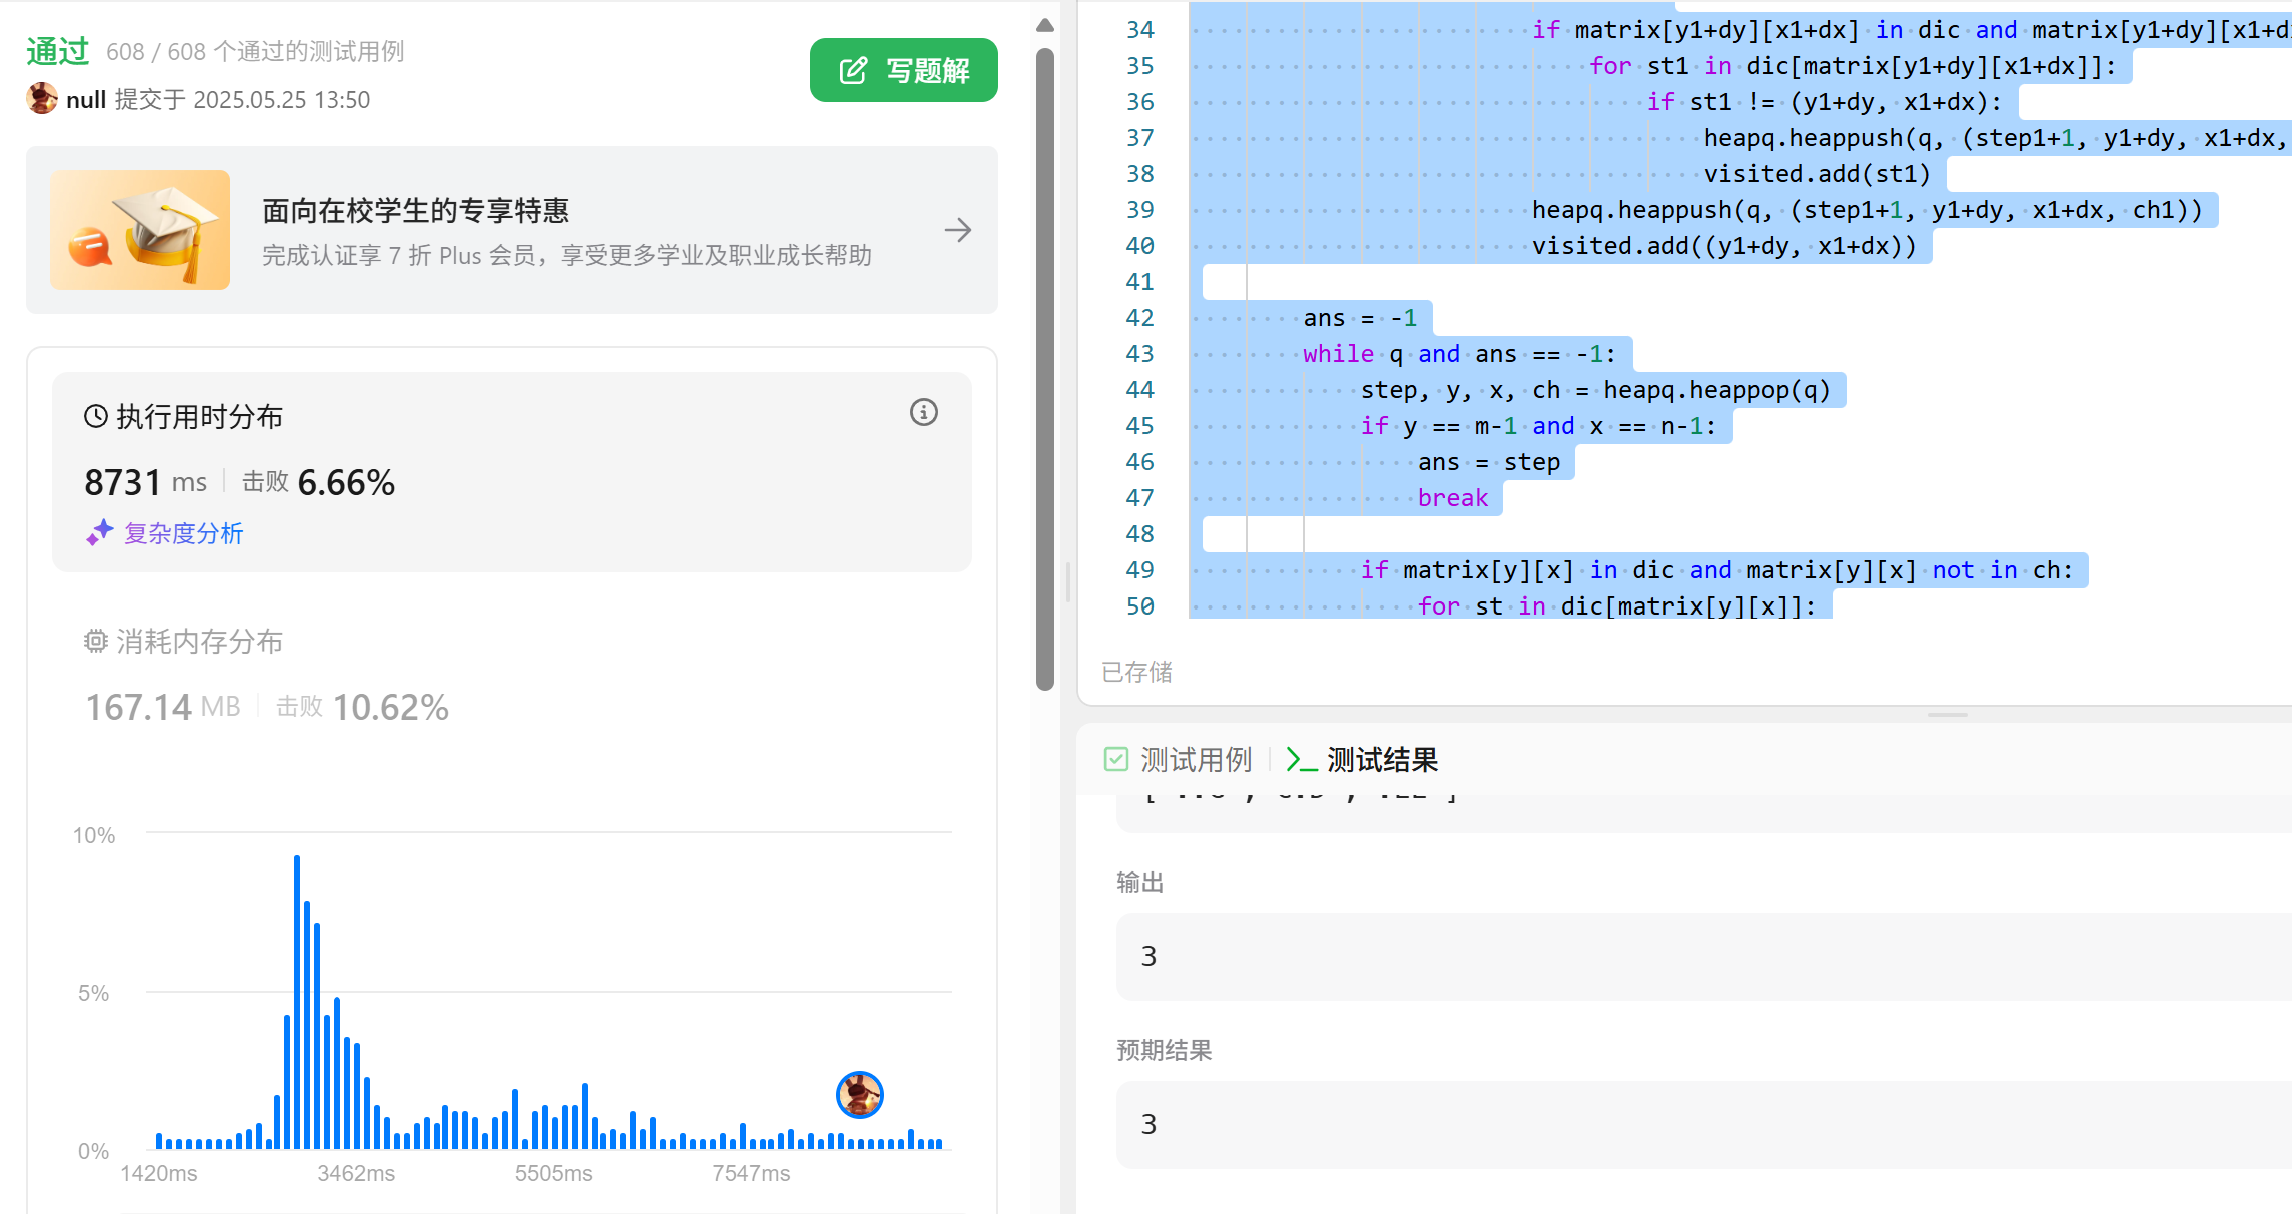 通过 608 / 608 个通过的测试用例
null 提交于 2025.05.25 13:50
写题解
面向在校学生的专享特惠
完成认证享 7 折 Plus 会员，享受更多学业及职业成长帮助
执行用时分布
8731 ms 击败 6.66%
复杂度分析
消耗内存分布
167.14 MB 击败 10.62%
10%
5%
0%
1420ms 3462ms 5505ms 7547ms
34 if matrix[y1+dy][x1+dx] in dic and matrix[y1+dy][x1+d
35 for st1 in dic[matrix[y1+dy][x1+dx]]:
36 if st1 != (y1+dy, x1+dx):
37 heapq.heappush(q, (step1+1, y1+dy, x1+dx,
38 visited.add(st1)
39 heapq.heappush(q, (step1+1, y1+dy, x1+dx, ch1))
40 visited.add((y1+dy, x1+dx))
41
42 ans = -1
43 while q and ans == -1:
44 step, y, x, ch = heapq.heappop(q)
45 if y == m-1 and x == n-1:
46 ans = step
47 break
48
49 if matrix[y][x] in dic and matrix[y][x] not in ch:
50 for st in dic[matrix[y][x]]:
已存储
测试用例
测试结果
输出
3
预期结果
3